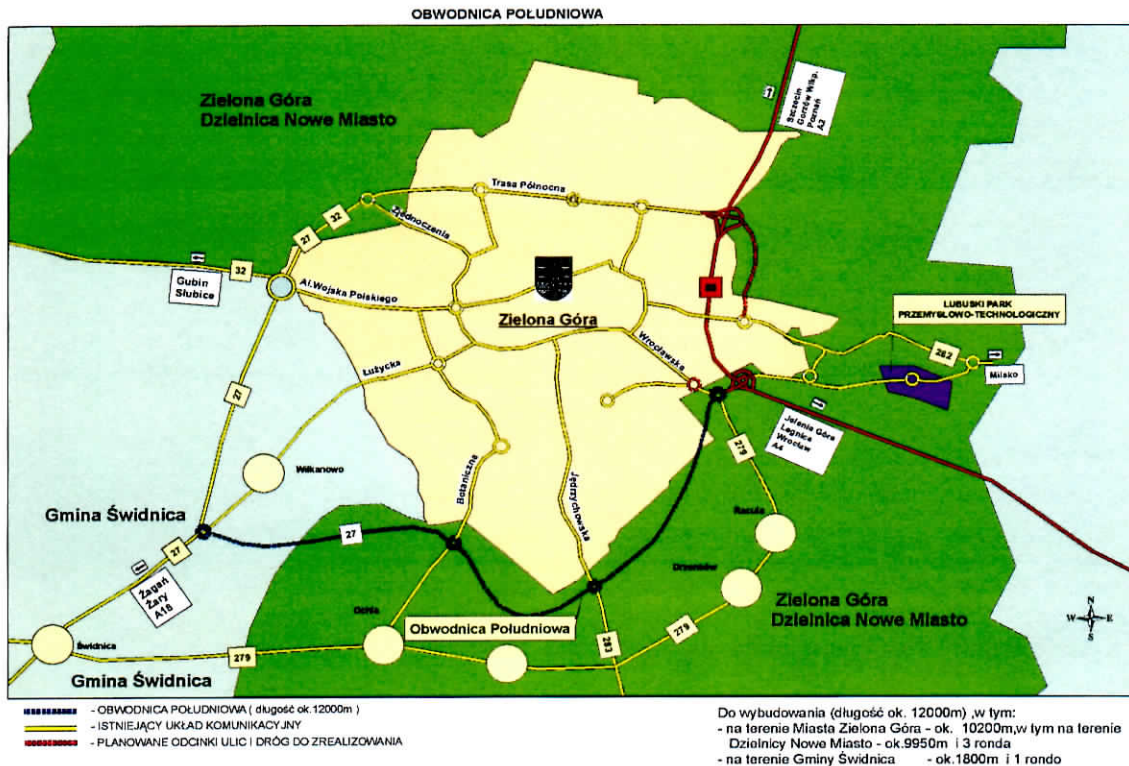 OBWODNICA POŁUDNIOWA
Zielona Góra
Dzielnica Nowe Miasto
Szczecin
Gorzów Wlkp.
Poznań
A2
Trasa Północna
Zjednoczenia
32
27
32
Gubin
Słubice
Al.Wojska Polskiego
Zielona Góra
LUBUSKI PARK
PRZEMYSŁOWO-TECHNOLOGICZNY
282
Milsko
Wrocławska
Łużycka
27
Jelenia Góra
Legnica
Wrocław
A4
279
Wilkanowo
Botaniczna
Jędrzychowska
Gmina Świdnica
27
27
Racula
Drzonków
Żagań
Żary
A18
Ochla
Obwodnica Południowa
Zielona Góra
Dzielnica Nowe Miasto
N
W E
S
Świdnica
279
283
279
Gmina Świdnica
- OBWODNICA POŁUDNIOWA ( długość ok.12000m )
- ISTNIEJĄCY UKŁAD KOMUNIKACYJNY
- PLANOWANE ODCINKI ULIC I DRÓG DO ZREALIZOWANIA
Do wybudowania (długość ok. 12000m) ,w tym:
- na terenie Miasta Zielona Góra - ok. 10200m,w tym na terenie
Dzielnicy Nowe Miasto - ok.9950m i 3 ronda
- na terenie Gminy Świdnica - ok.1800m i 1 rondo